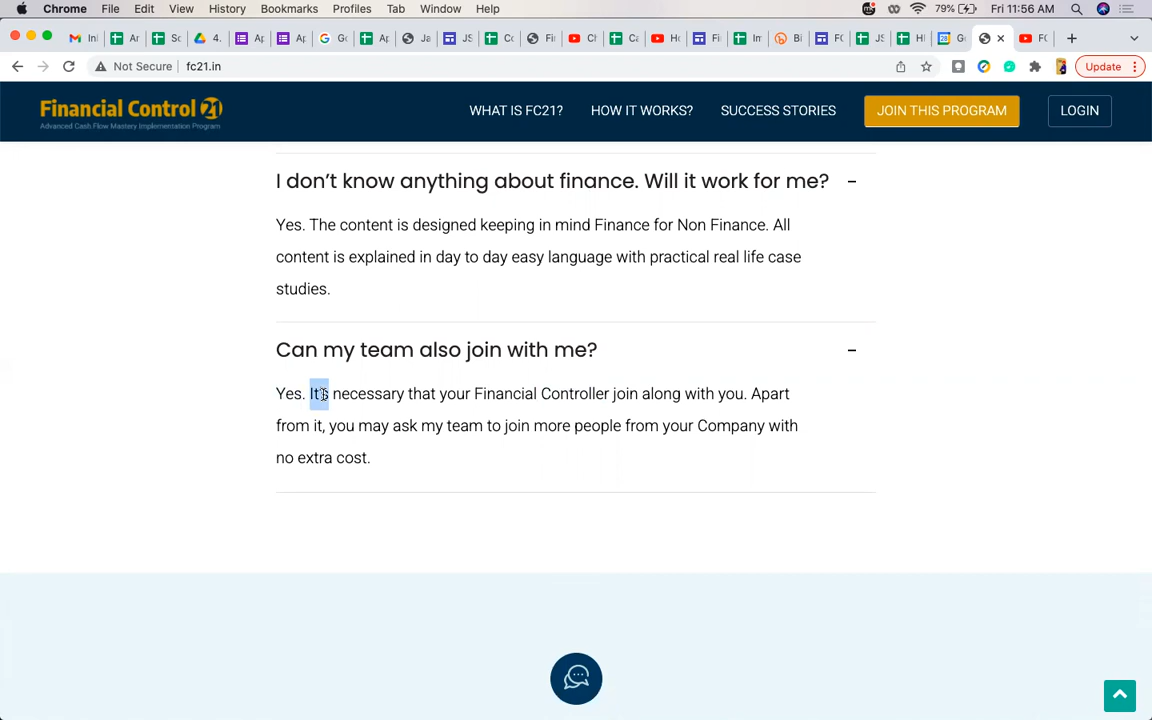 Chrome File Edit View History Bookmarks Profiles Tab Window Help 79% Fri 11:56 AM
Not Secure fc21.in Update
Financial Control 21
Advanced Cash Flow Mastery Implementation Program
WHAT IS FC21? HOW IT WORKS? SUCCESS STORIES JOIN THIS PROGRAM LOGIN
I don't know anything about finance. Will it work for me? -
Yes. The content is designed keeping in mind Finance for Non Finance. All
content is explained in day to day easy language with practical real life case
studies.
Can my team also join with me? -
Yes. It's necessary that your Financial Controller join along with you. Apart
from it, you may ask my team to join more people from your Company with
no extra cost.